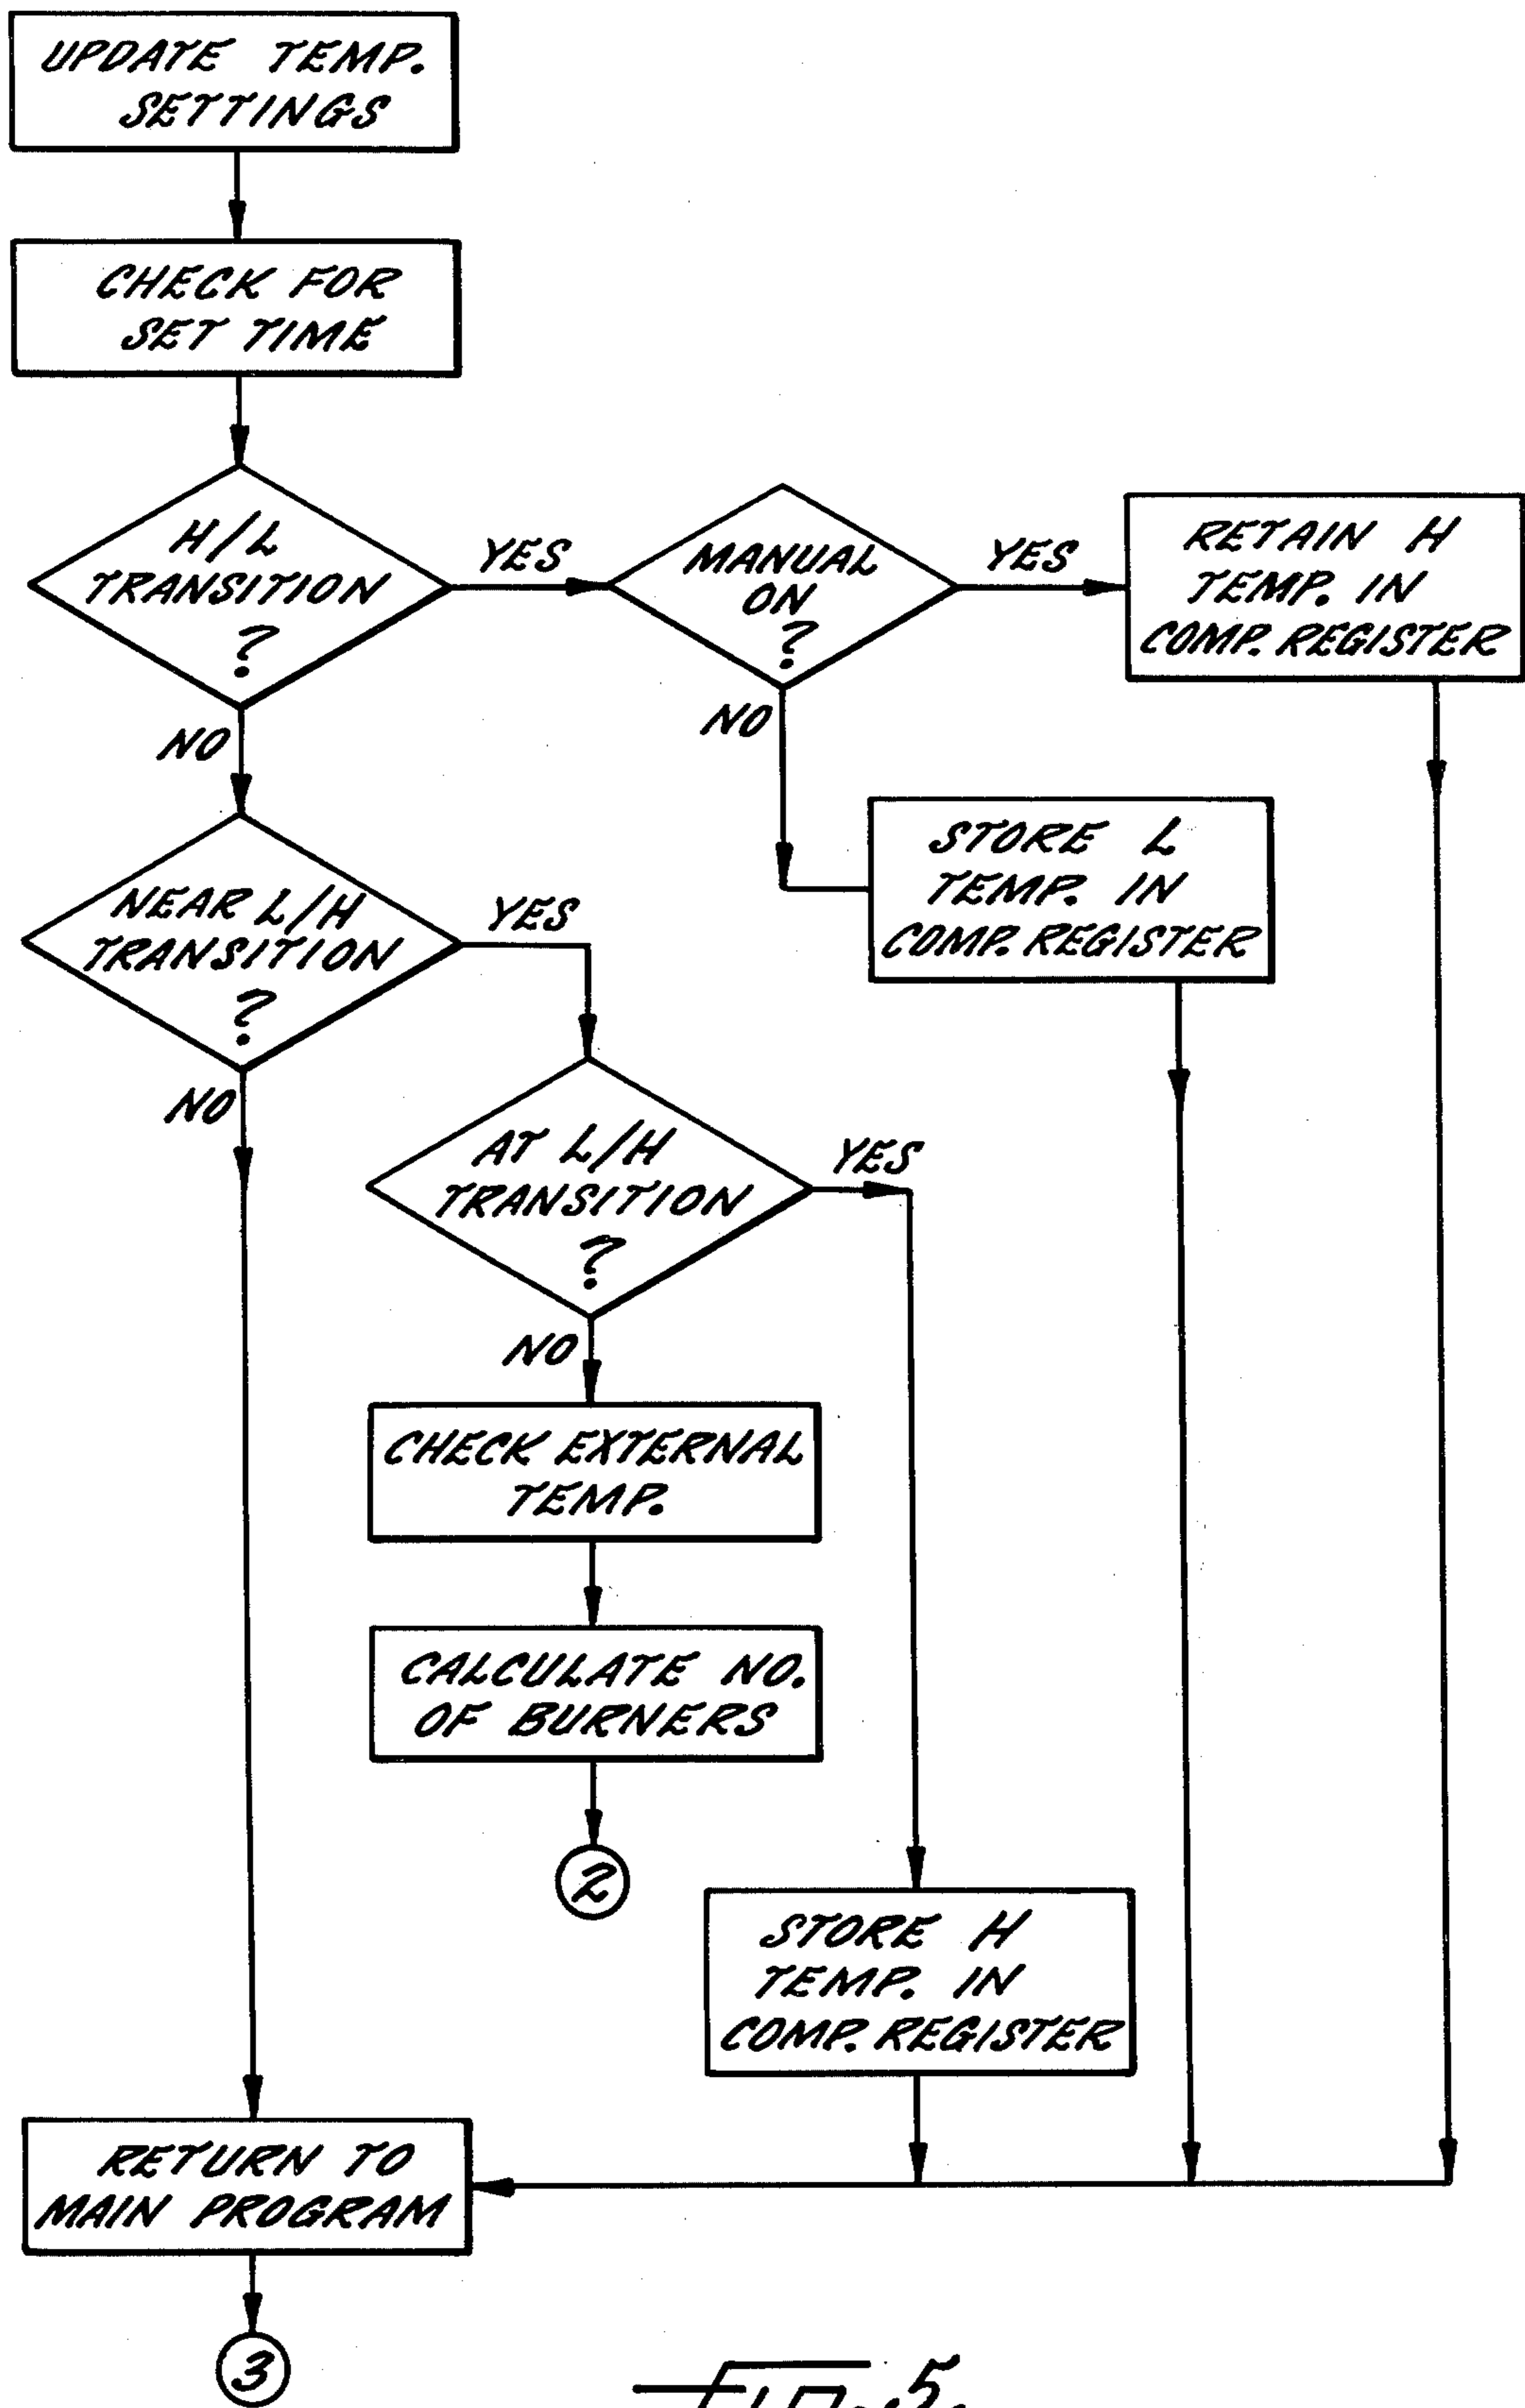 UPDATE TEMP.
SETTINGS
CHECK FOR
SET TIME
H/L
TRANSITION
?
YES
MANUAL
ON
?
YES
RETAIN H
TEMP. IN
COMP. REGISTER
NO
NO
STORE L
TEMP. IN
COMP. REGISTER
NEAR L/H
TRANSITION
?
YES
NO
AT L/H
TRANSITION
?
YES
NO
CHECK EXTERNAL
TEMP.
CALCULATE NO.
OF BURNERS
2
STORE H
TEMP. IN
COMP. REGISTER
RETURN TO
MAIN PROGRAM
3
FIG. 5.